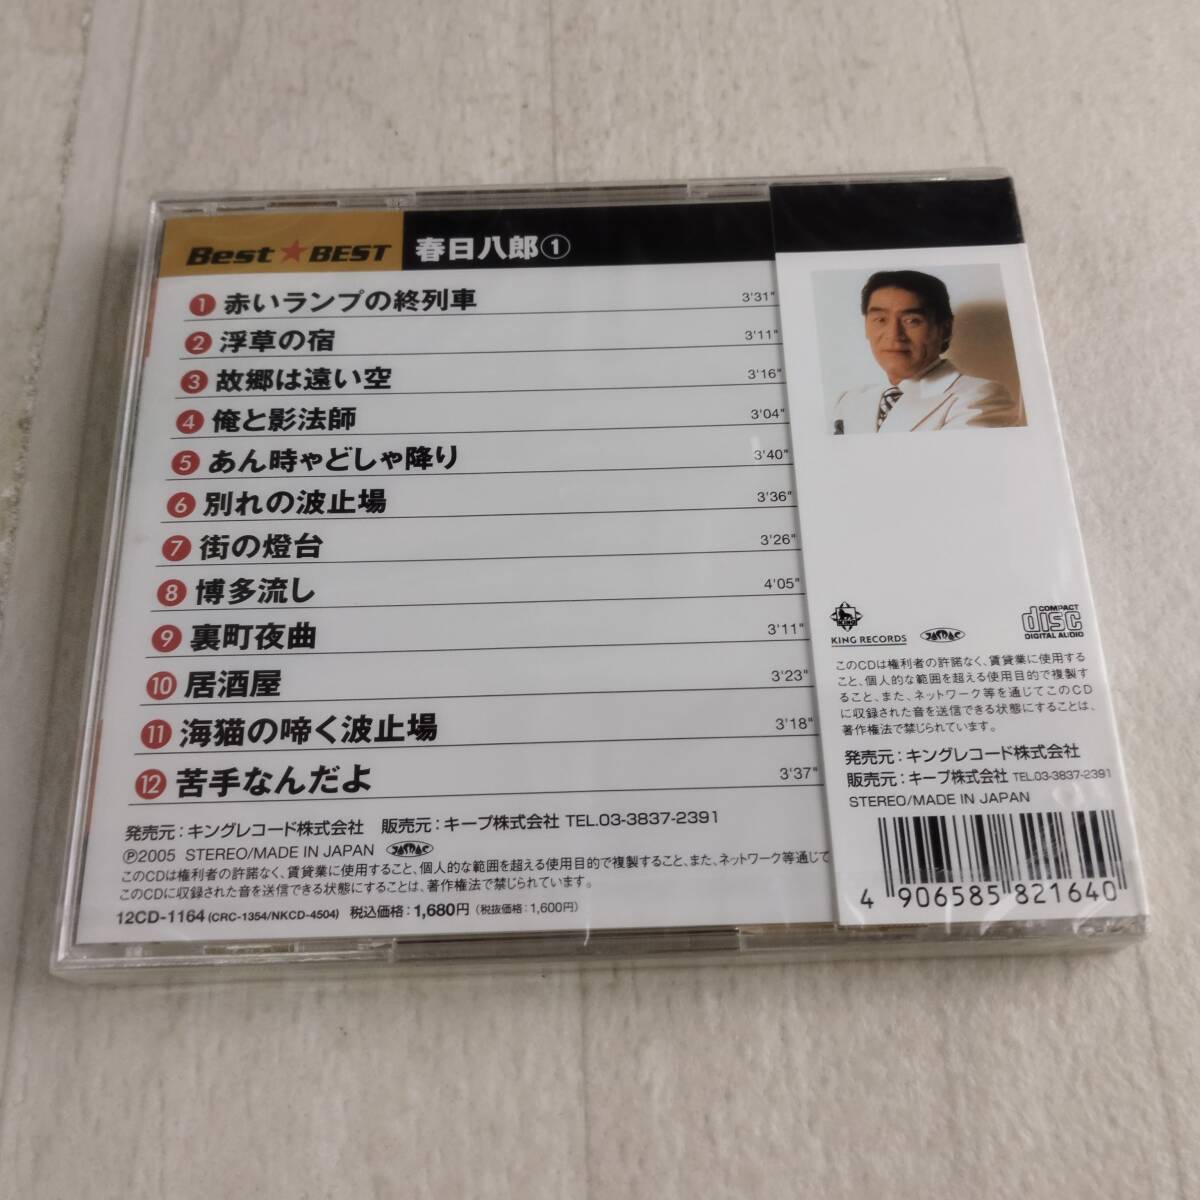 Best★BEST 春日八郎①
1 赤いランプの終列車 3'31"
2 浮草の宿 3'11"
3 故郷は遠い空 3'16"
4 俺と影法師 3'04"
5 あん時ゃどしゃ降り 3'40"
6 別れの波止場 3'36"
7 街の燈台 3'26"
8 博多流し 4'05"
9 裏町夜曲 3'11"
10 居酒屋 3'23"
11 海猫の啼く波止場 3'18"
12 苦手なんだよ 3'37"
発売元：キングレコード株式会社 販売元：キープ株式会社 TEL.03-3837-2391
Ⓟ2005 STEREO/MADE IN JAPAN JASRAC
このCDは権利者の許諾なく、賃貸業に使用すること、個人的な範囲を超える使用目的で複製すること、また、ネットワーク等通じて
このCDに収録された音を送信できる状態にすることは、著作権法で禁じられています。
12CD-1164 (CRC-1354/NKCD-4504) 税込価格：1,680円 (税抜価格：1,600円)
KING
KING RECORDS JASRAC
COMPACT
disc
DIGITAL AUDIO
このCDは権利者の許諾なく、賃貸業に使用する
こと、個人的な範囲を超える使用目的で複製す
ること、また、ネットワーク等を通じてこのCD
に収録された音を送信できる状態にすることは、
著作権法で禁じられています。
発売元：キングレコード株式会社
販売元：キープ株式会社 TEL.03-3837-2391
STEREO/MADE IN JAPAN
4 906585 821640